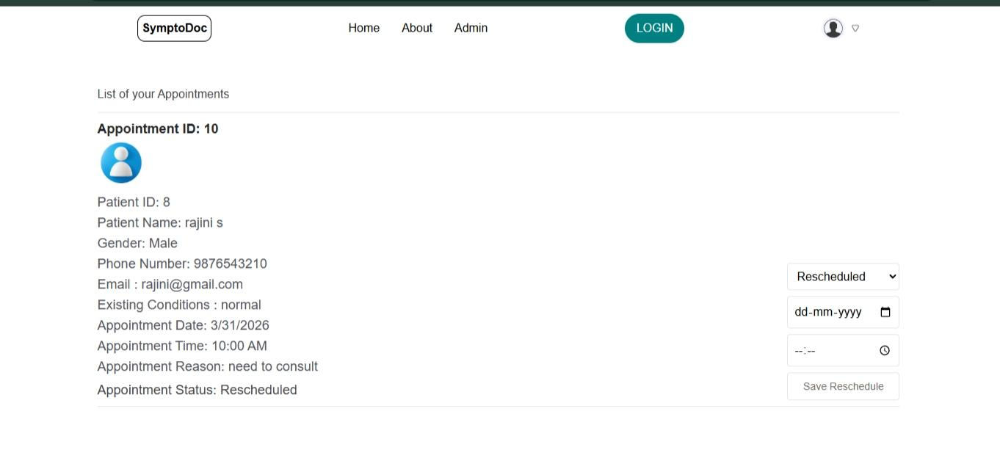 SymptoDoc Home About Admin LOGIN
List of your Appointments
Appointment ID: 10
Patient ID: 8
Patient Name: rajini s
Gender: Male
Phone Number: 9876543210
Email : rajini@gmail.com
Existing Conditions : normal
Appointment Date: 3/31/2026
Appointment Time: 10:00 AM
Appointment Reason: need to consult
Appointment Status: Rescheduled
Rescheduled
dd-mm-yyyy
--:--
Save Reschedule